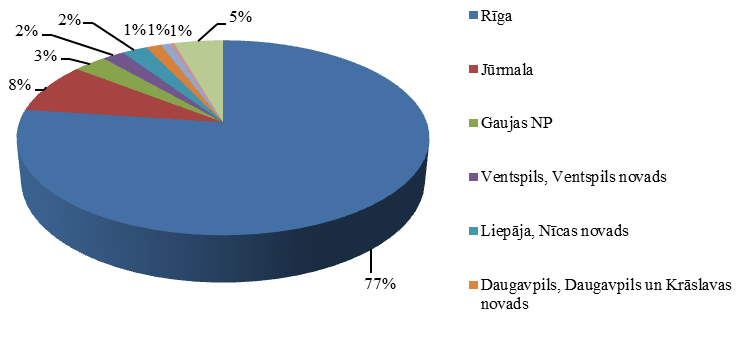 5%
2%
1%
1%
1%
2%
3%
8%
77%
Rīga
Jūrmala
Gaujas NP
Ventspils, Ventspils novads
Liepāja, Nīcas novads
Daugavpils, Daugavpils un Krāslavas
novads